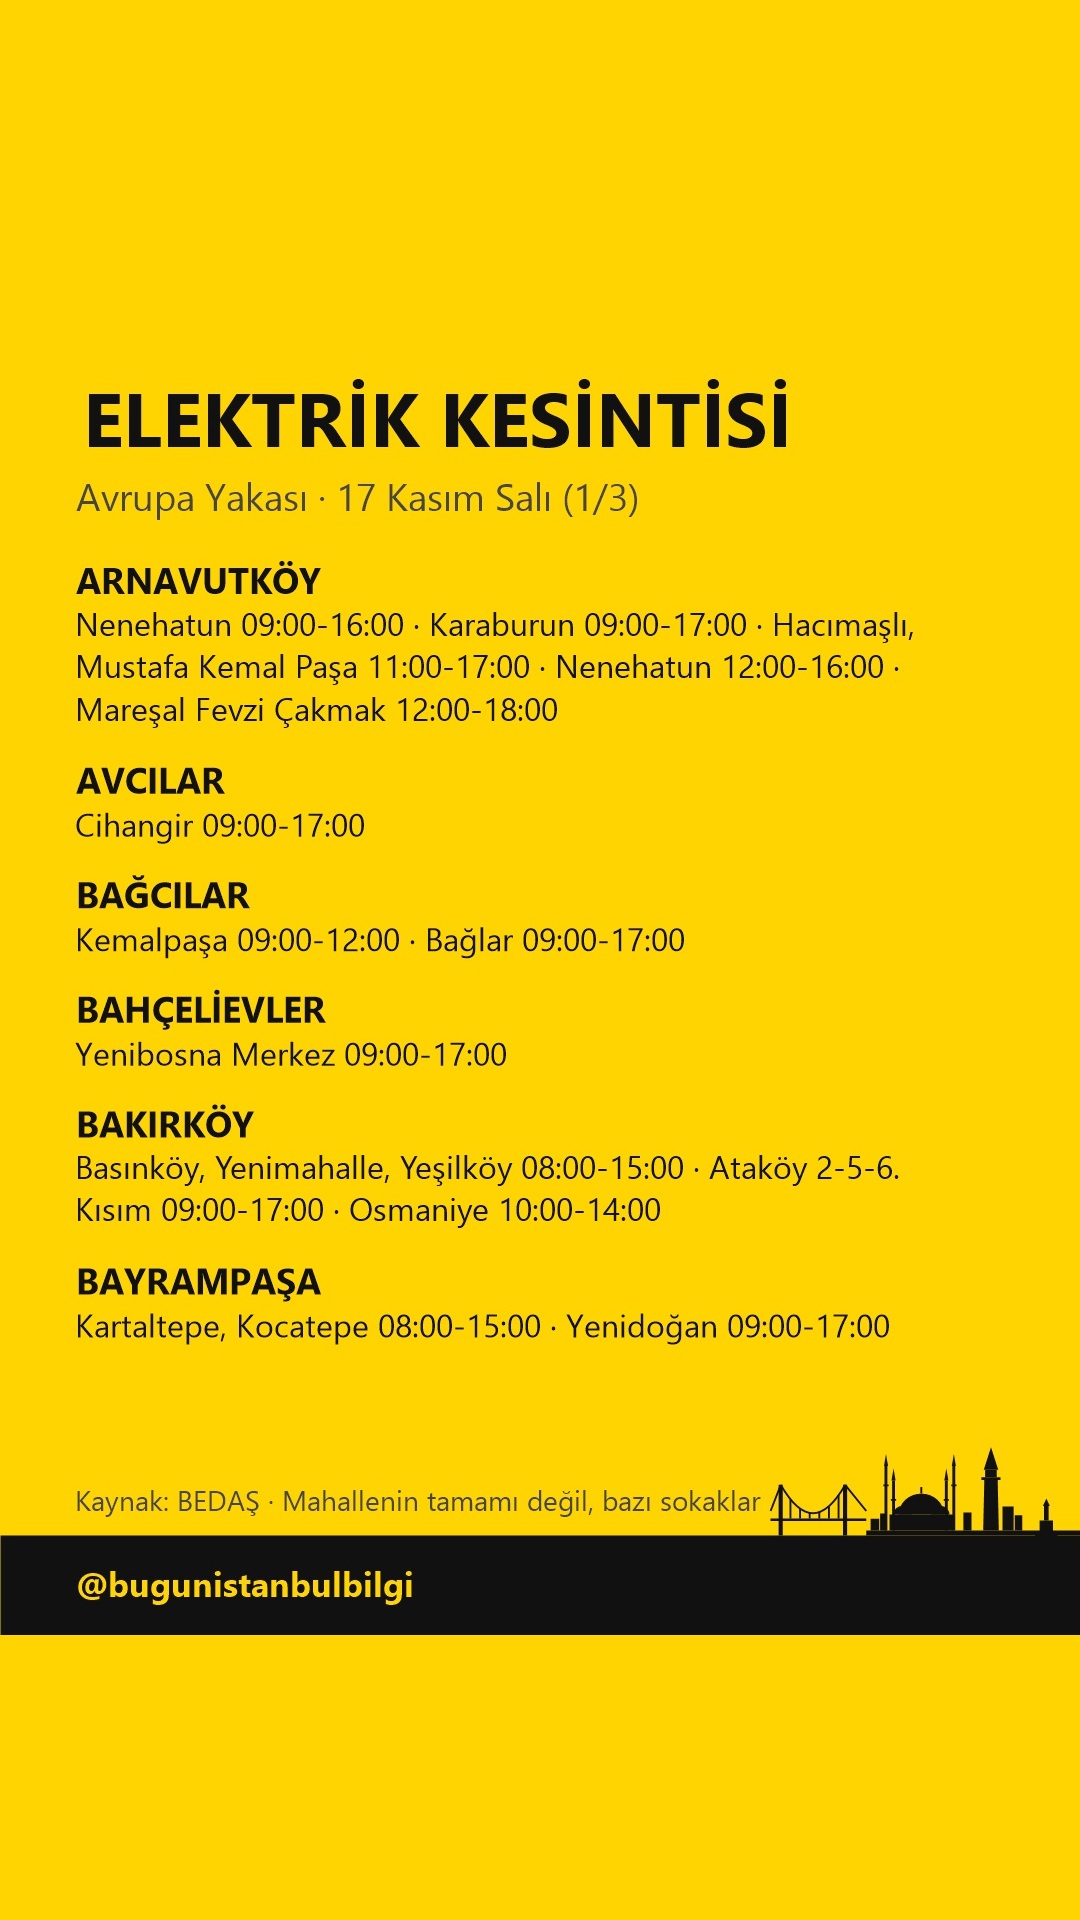 ELEKTRİK KESİNTİSİ
Avrupa Yakası · 17 Kasım Salı (1/3)
ARNAVUTKÖY
Nenehatun 09:00-16:00 · Karaburun 09:00-17:00 · Hacımaşlı,
Mustafa Kemal Paşa 11:00-17:00 · Nenehatun 12:00-16:00 ·
Mareşal Fevzi Çakmak 12:00-18:00
AVCILAR
Cihangir 09:00-17:00
BAĞCILAR
Kemalpaşa 09:00-12:00 · Bağlar 09:00-17:00
BAHÇELİEVLER
Yenibosna Merkez 09:00-17:00
BAKIRKÖY
Basınköy, Yenimahalle, Yeşilköy 08:00-15:00 · Ataköy 2-5-6.
Kısım 09:00-17:00 · Osmaniye 10:00-14:00
BAYRAMPAŞA
Kartaltepe, Kocatepe 08:00-15:00 · Yenidoğan 09:00-17:00
Kaynak: BEDAŞ · Mahallenin tamamı değil, bazı sokaklar
@bugunistanbulbilgi